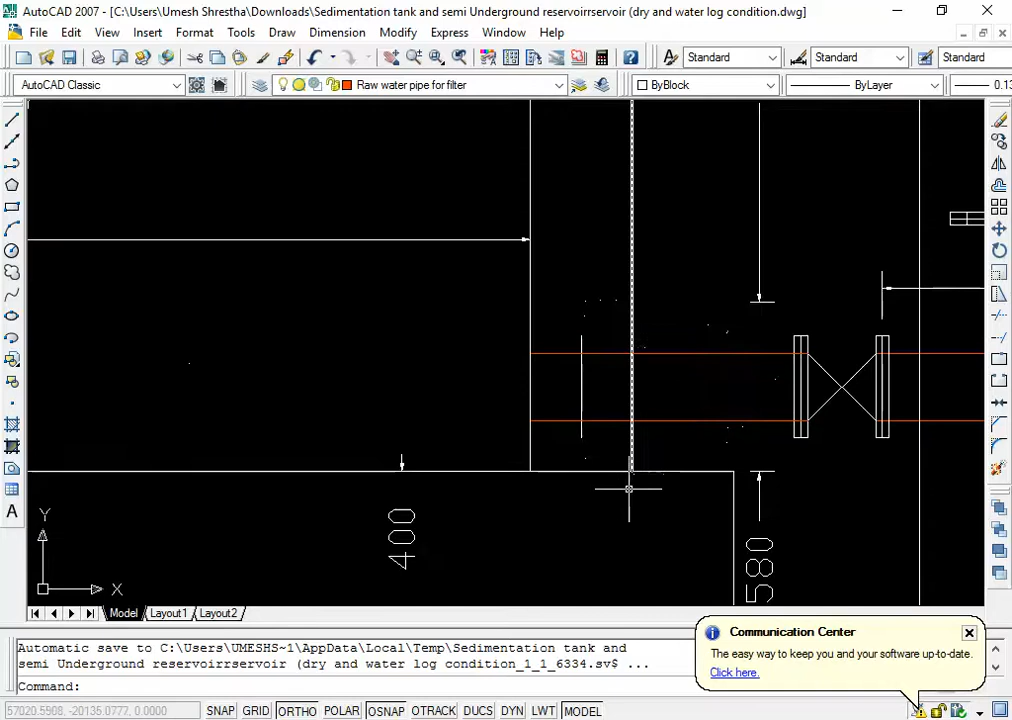 AutoCAD 2007 - [C:\Users\Umesh Shrestha\Downloads\Sedimentation tank and semi Underground reservoirrservoir (dry and water log condition.dwg]
File Edit View Insert Format Tools Draw Dimension Modify Express Window Help
A Standard Standard Standard
AutoCAD Classic Raw water pipe for filter ByBlock ByLayer 0.13
A
400
580
Y
X
Model Layout1 Layout2
Automatic save to C:\Users\UMESHS~1\AppData\Local\Temp\Sedimentation tank and
semi Underground reservoirrservoir (dry and water log condition_1_1_6334.sv$ ...
Command:
Communication Center
The easy way to keep you and your software up-to-date.
Click here.
57020.5908, -20135.0777, 0.0000 SNAP GRID ORTHO POLAR OSNAP OTRACK DUCS DYN LWT MODEL